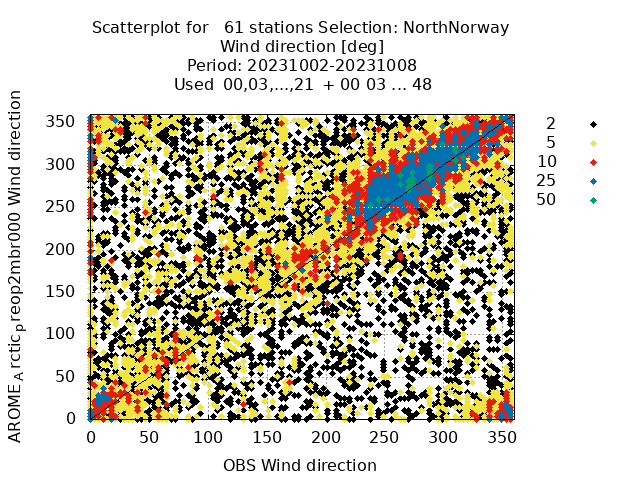 Scatterplot for 61 stations Selection: NorthNorway
Wind direction [deg]
Period: 20231002-20231008
Used 00,03,...,21 + 00 03 ... 48
AROME_Arctic_preop2mbr000 Wind direction
350
300
250
200
150
100
50
0
0 50 100 150 200 250 300 350
OBS Wind direction
2
5
10
25
50